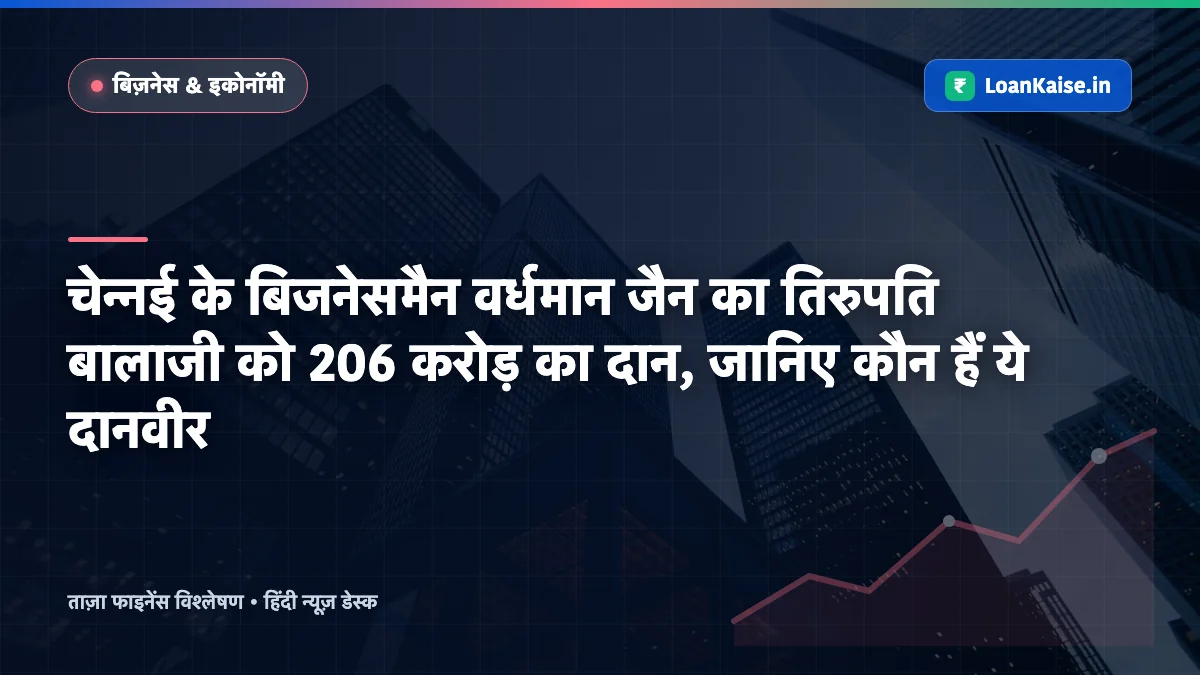 बिज़नेस & इकोनॉमी
₹ LoanKaise.in
चेन्नई के बिजनेसमैन वर्धमान जैन का तिरुपति
बालाजी को 206 करोड़ का दान, जानिए कौन हैं ये
दानवीर
ताज़ा फाइनेंस विश्लेषण • हिंदी न्यूज़ डेस्क